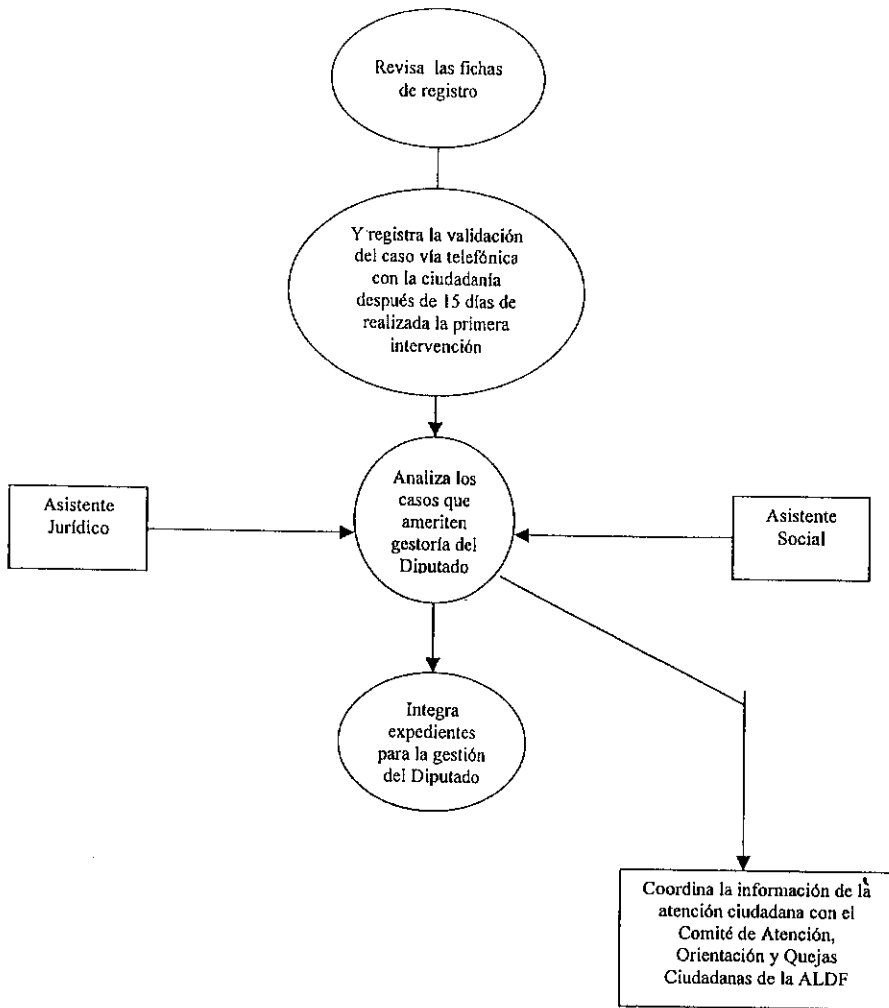 Revisa las fichas
de registro
Y registra la validación
del caso vía telefónica
con la ciudadanía
después de 15 días de
realizada la primera
intervención
Analiza los
casos que
ameriten
gestoría del
Diputado
Asistente
Jurídico
Asistente
Social
Integra
expedientes
para la gestión
del Diputado
Coordina la información de la
atención ciudadana con el
Comité de Atención,
Orientación y Quejas
Ciudadanas de la ALDF